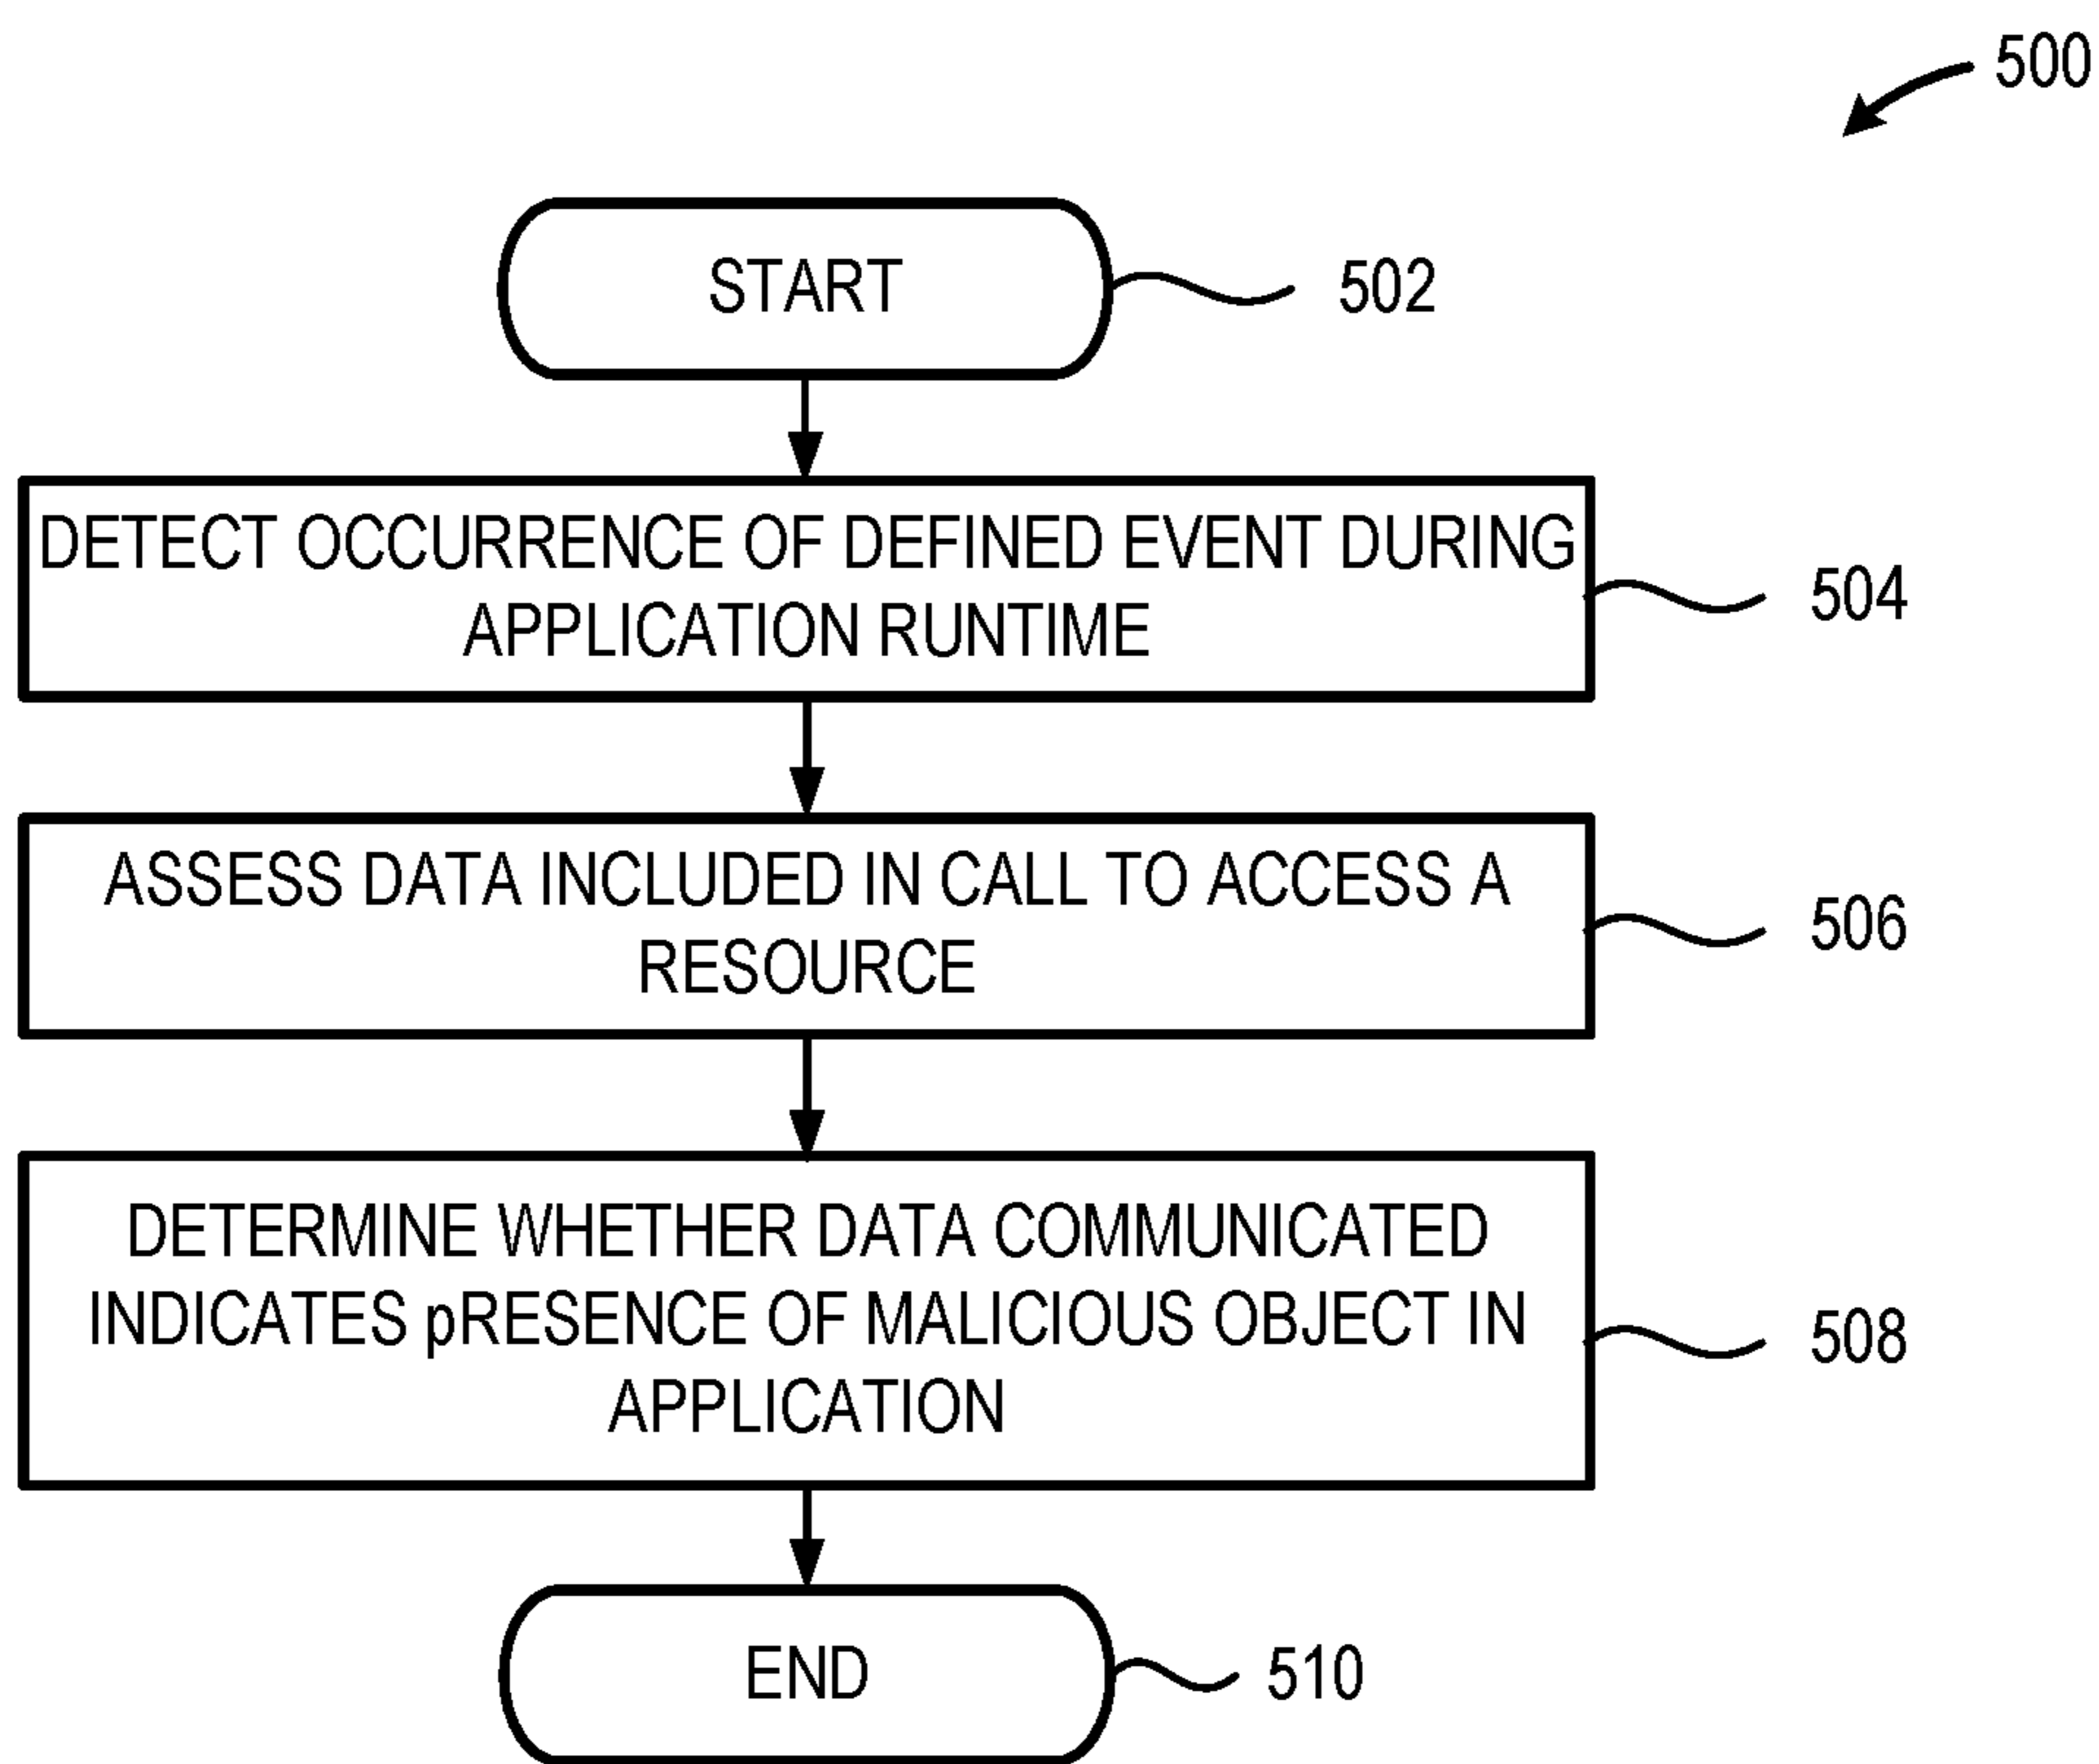 500
START
502
DETECT OCCURRENCE OF DEFINED EVENT DURING
APPLICATION RUNTIME
504
ASSESS DATA INCLUDED IN CALL TO ACCESS A
RESOURCE
506
DETERMINE WHETHER DATA COMMUNICATED
INDICATES pRESENCE OF MALICIOUS OBJECT IN
APPLICATION
508
END
510